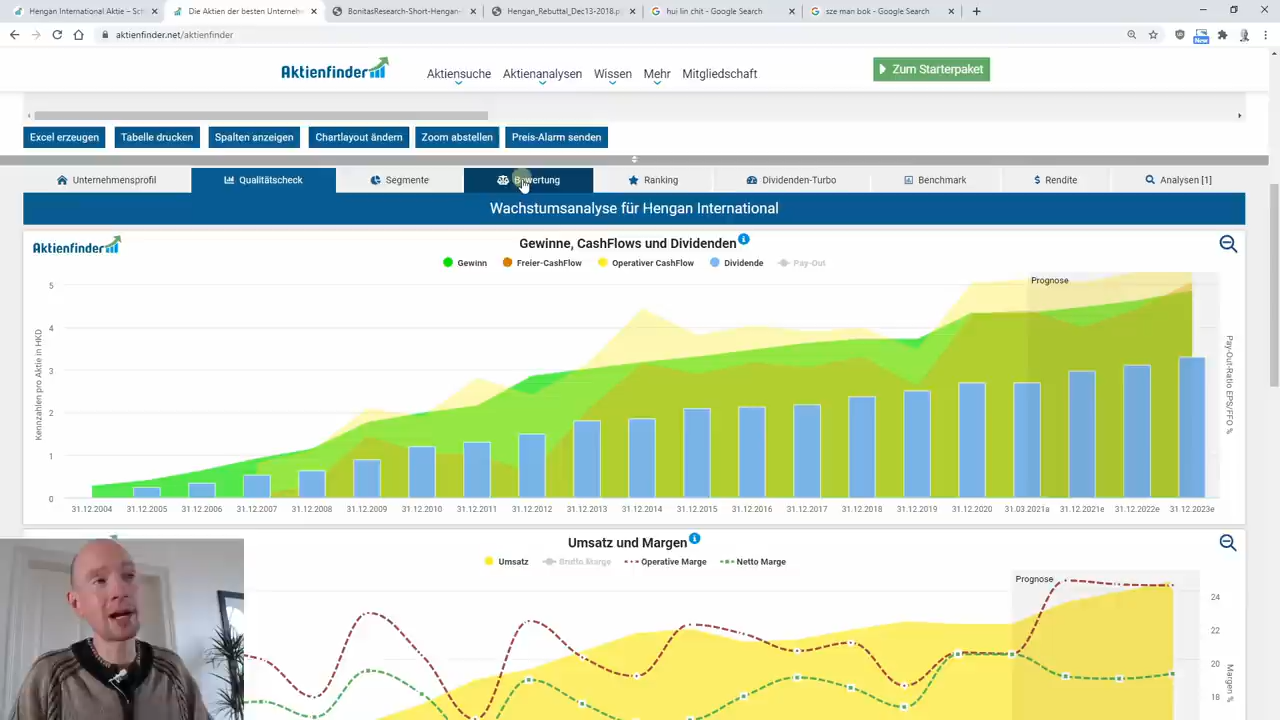 Hengan International Aktie – Sch
Die Aktien der besten Unternehm
BonitasResearch-Short-Hengan-
Hengan_Rebuttal_Dec13-2018.p
hui lin chit - Google Search
sze man bok - Google Search
aktienfinder.net/aktienfinder
New
Aktienfinder
Aktiensuche
Aktienanalysen
Wissen
Mehr
Mitgliedschaft
Zum Starterpaket
Excel erzeugen
Tabelle drucken
Spalten anzeigen
Chartlayout ändern
Zoom abstellen
Preis-Alarm senden
Unternehmensprofil
Qualitätscheck
Segmente
Bewertung
Ranking
Dividenden-Turbo
Benchmark
Rendite
Analysen [1]
Wachstumsanalyse für Hengan International
Aktienfinder
Gewinne, CashFlows und Dividenden
Gewinn
Freier-CashFlow
Operativer CashFlow
Dividende
Pay-Out
Prognose
Kennzahlen pro Aktie in HKD
5
4
3
2
1
0
Pay-Out-Ratio EPS/FFO %
31.12.2004
31.12.2005
31.12.2006
31.12.2007
31.12.2008
31.12.2009
31.12.2010
31.12.2011
31.12.2012
31.12.2013
31.12.2014
31.12.2015
31.12.2016
31.12.2017
31.12.2018
31.12.2019
31.12.2020
31.03.2021a
31.12.2021e
31.12.2022e
31.12.2023e
Umsatz und Margen
Umsatz
Brutto Marge
Operative Marge
Netto Marge
Prognose
24
22
20
18
Margen %